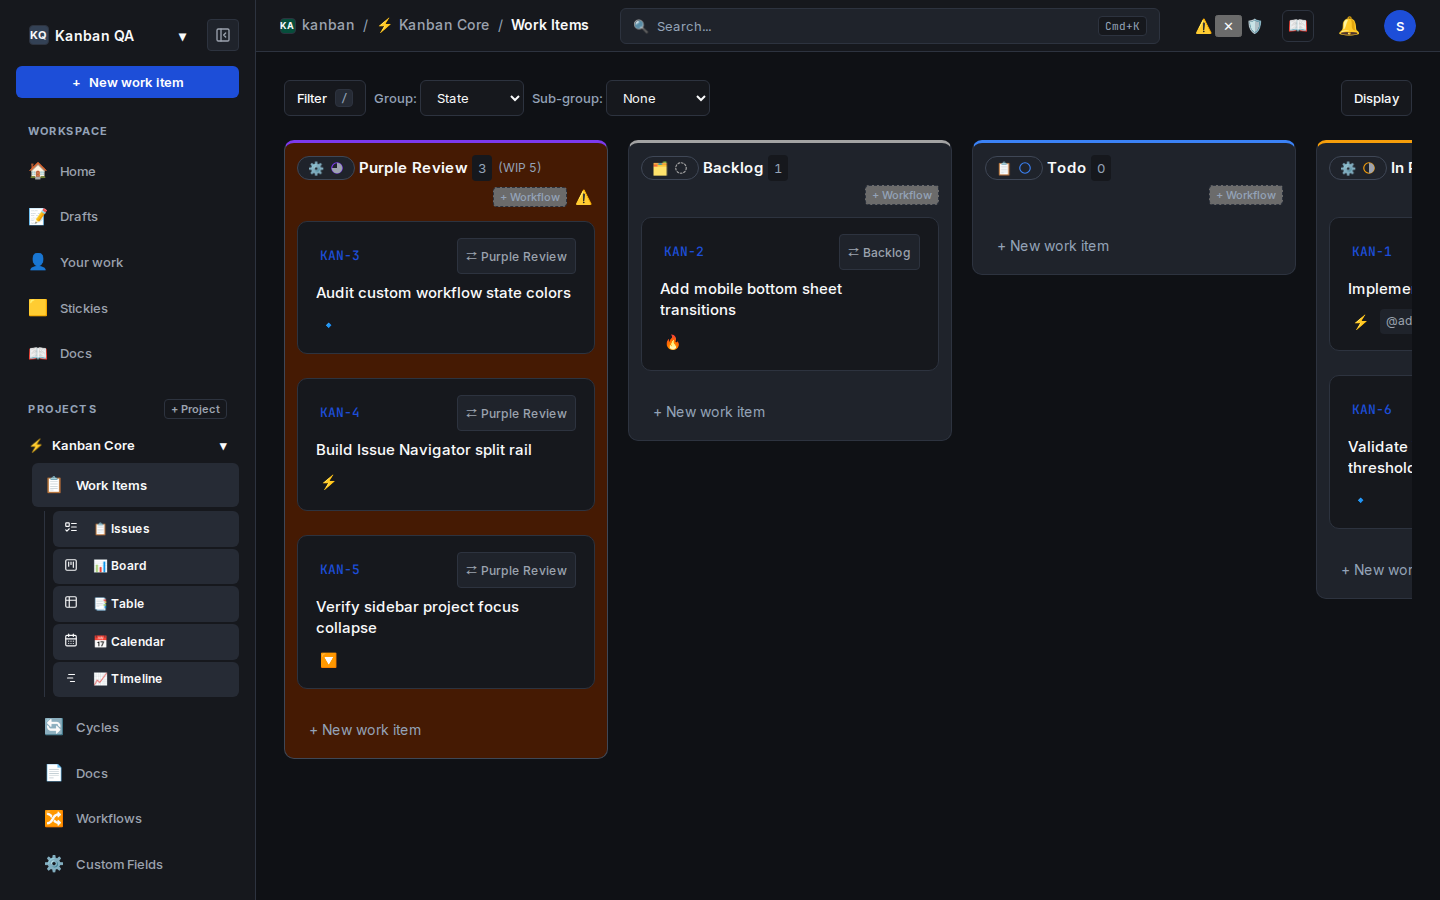 KQ Kanban QA
+ New work item
WORKSPACE
Home
Drafts
Your work
Stickies
Docs
PROJECTS
+ Project
Kanban Core
Work Items
Issues
Board
Table
Calendar
Timeline
Cycles
Docs
Workflows
Custom Fields
KA kanban / Kanban Core / Work Items
Search...
Cmd+K
S
Filter /
Group: State
Sub-group: None
Display
Purple Review 3 (WIP 5)
+ Workflow
KAN-3
Purple Review
Audit custom workflow state colors
KAN-4
Purple Review
Build Issue Navigator split rail
KAN-5
Purple Review
Verify sidebar project focus
collapse
+ New work item
Backlog 1
+ Workflow
KAN-2
Backlog
Add mobile bottom sheet
transitions
+ New work item
Todo 0
+ Workflow
+ New work item
In
KAN-1
@ad
KAN-6
Validate
+ New